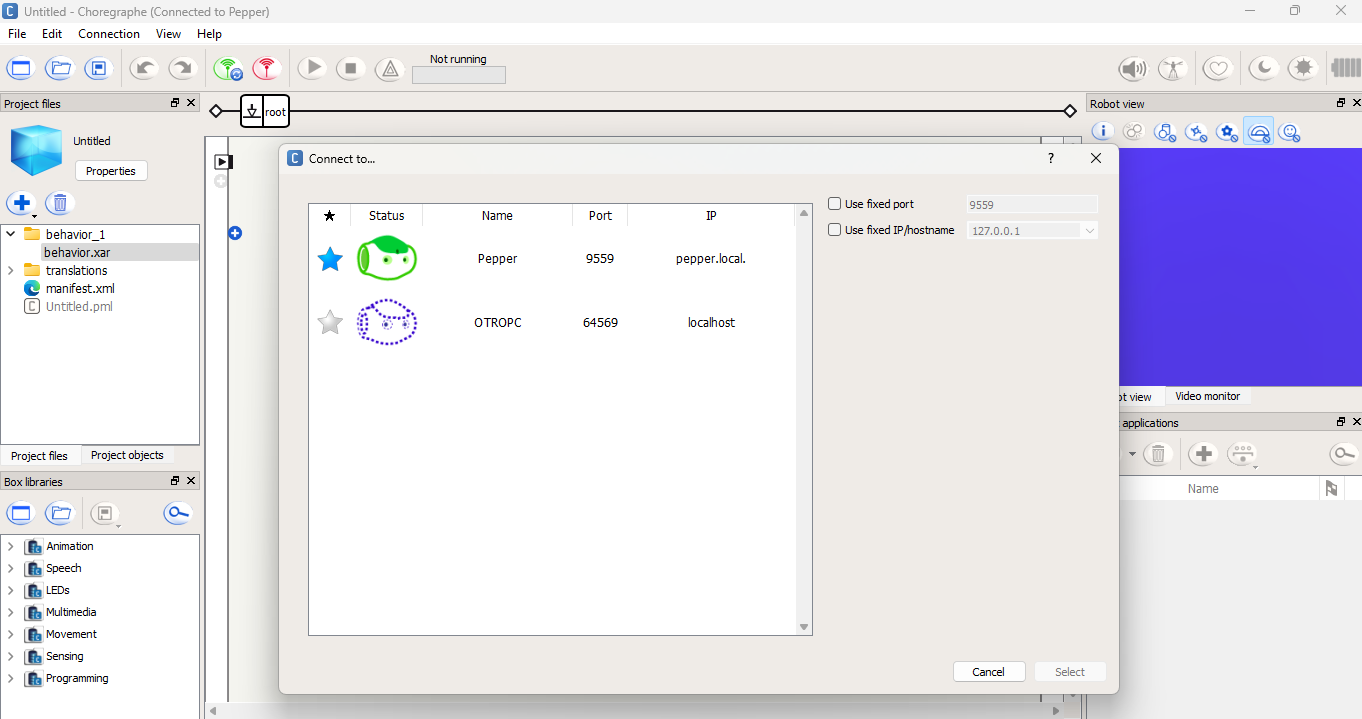 Untitled - Choregraphe (Connected to Pepper)
File Edit Connection View Help
Not running
Project files
Untitled
Properties
behavior_1
behavior.xar
translations
manifest.xml
Untitled.pml
Project files Project objects
Box libraries
Animation
Speech
LEDs
Multimedia
Movement
Sensing
Programming
root
Connect to...
?
Status Name Port IP
Pepper 9559 pepper.local.
OTROPC 64569 localhost
Use fixed port 9559
Use fixed IP/hostname 127.0.0.1
Cancel Select
Robot view
ot view Video monitor
applications
Name